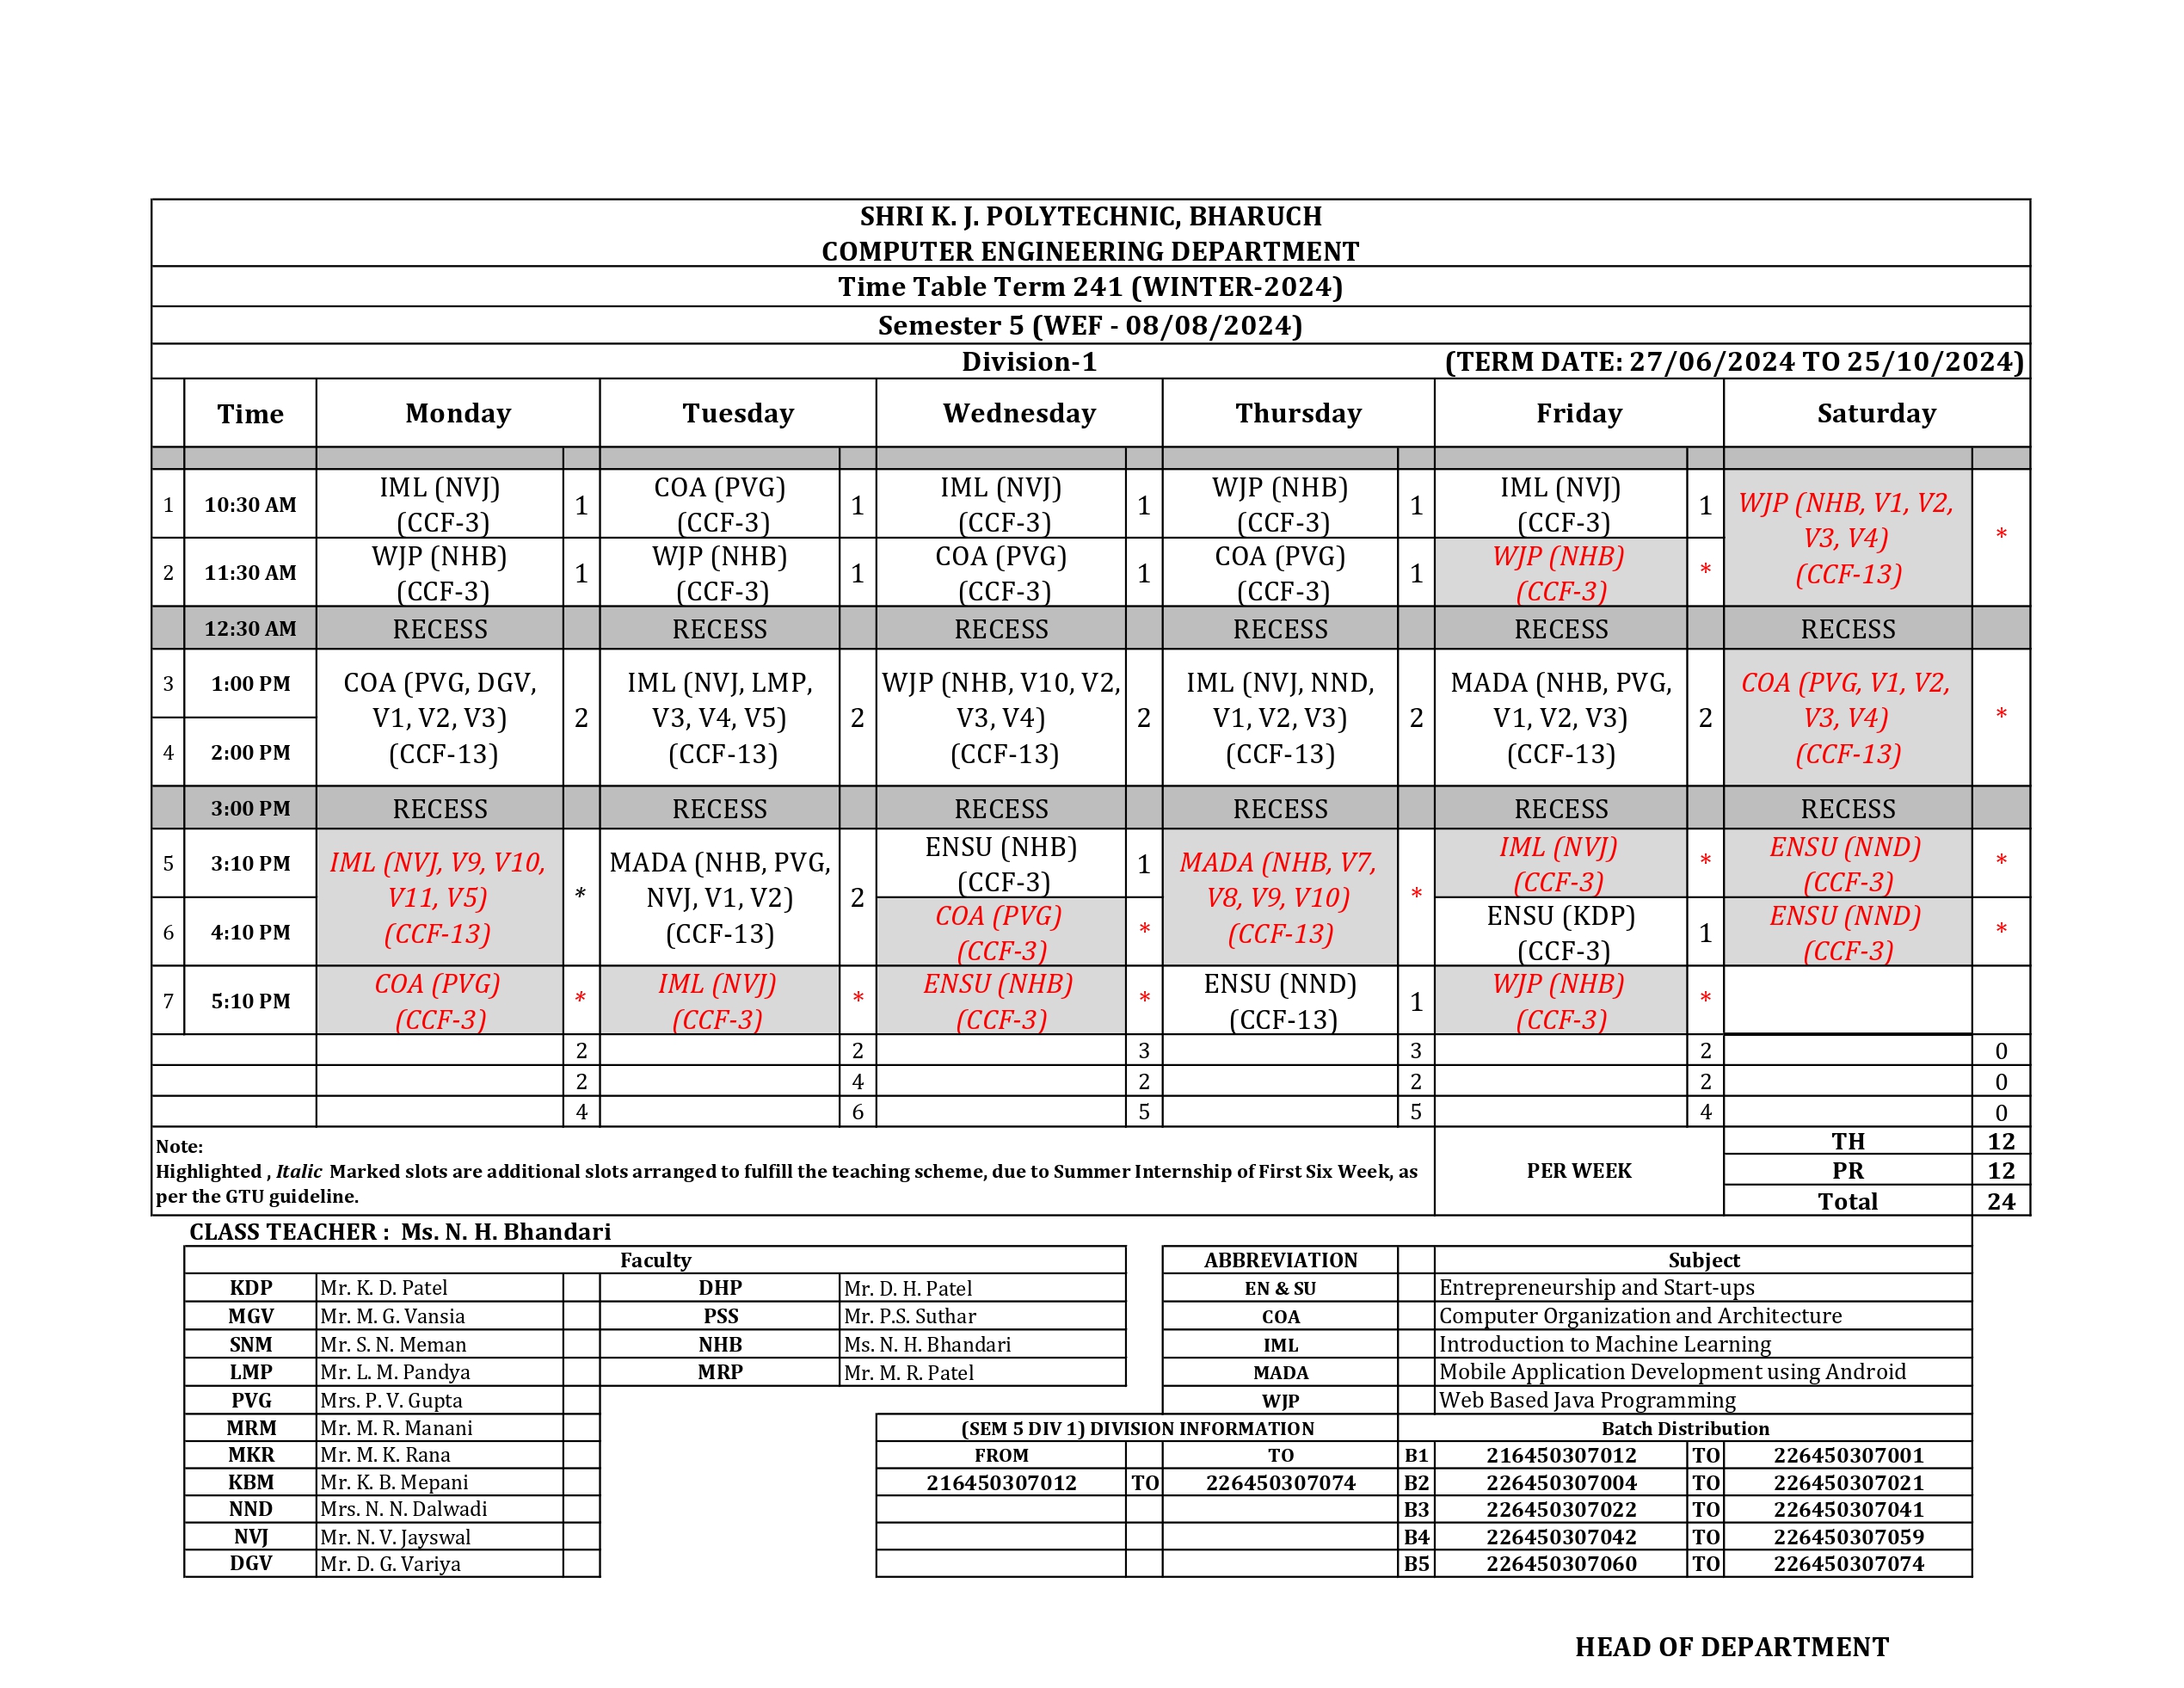 SHRI K. J. POLYTECHNIC, BHARUCH
COMPUTER ENGINEERING DEPARTMENT
Time Table Term 241 (WINTER-2024)
Semester 5 (WEF - 08/08/2024)
Division-1 (TERM DATE: 27/06/2024 TO 25/10/2024)
Time Monday Tuesday Wednesday Thursday Friday Saturday
1 10:30 AM IML (NVJ) (CCF-3) 1 COA (PVG) (CCF-3) 1 IML (NVJ) (CCF-3) 1 WJP (NHB) (CCF-3) 1 IML (NVJ) (CCF-3) 1 WJP (NHB, V1, V2, V3, V4) (CCF-13) *
2 11:30 AM WJP (NHB) (CCF-3) 1 WJP (NHB) (CCF-3) 1 COA (PVG) (CCF-3) 1 COA (PVG) (CCF-3) 1 WJP (NHB) (CCF-3) *
12:30 AM RECESS RECESS RECESS RECESS RECESS RECESS
3 1:00 PM COA (PVG, DGV, V1, V2, V3) (CCF-13) 2 IML (NVJ, LMP, V3, V4, V5) (CCF-13) 2 WJP (NHB, V10, V2, V3, V4) (CCF-13) 2 IML (NVJ, NND, V1, V2, V3) (CCF-13) 2 MADA (NHB, PVG, V1, V2, V3) (CCF-13) 2 COA (PVG, V1, V2, V3, V4) (CCF-13) *
4 2:00 PM
3:00 PM RECESS RECESS RECESS RECESS RECESS RECESS
5 3:10 PM IML (NVJ, V9, V10, V11, V5) (CCF-13) * MADA (NHB, PVG, NVJ, V1, V2) (CCF-13) 2 ENSU (NHB) (CCF-3) 1 MADA (NHB, V7, V8, V9, V10) (CCF-13) * IML (NVJ) (CCF-3) * ENSU (NND) (CCF-3) *
6 4:10 PM COA (PVG) (CCF-3) * ENSU (KDP) (CCF-3) 1 ENSU (NND) (CCF-3) *
7 5:10 PM COA (PVG) (CCF-3) * IML (NVJ) (CCF-3) * ENSU (NHB) (CCF-3) * ENSU (NND) (CCF-13) 1 WJP (NHB) (CCF-3) *
2 2 3 3 2 0
2 4 2 2 2 0
4 6 5 5 4 0
Note:
Highlighted , Italic Marked slots are additional slots arranged to fulfill the teaching scheme, due to Summer Internship of First Six Week, as
per the GTU guideline.
PER WEEK
TH 12
PR 12
Total 24
CLASS TEACHER : Ms. N. H. Bhandari
Faculty
KDP Mr. K. D. Patel DHP Mr. D. H. Patel
MGV Mr. M. G. Vansia PSS Mr. P.S. Suthar
SNM Mr. S. N. Meman NHB Ms. N. H. Bhandari
LMP Mr. L. M. Pandya MRP Mr. M. R. Patel
PVG Mrs. P. V. Gupta
MRM Mr. M. R. Manani
MKR Mr. M. K. Rana
KBM Mr. K. B. Mepani
NND Mrs. N. N. Dalwadi
NVJ Mr. N. V. Jayswal
DGV Mr. D. G. Variya
ABBREVIATION Subject
EN & SU Entrepreneurship and Start-ups
COA Computer Organization and Architecture
IML Introduction to Machine Learning
MADA Mobile Application Development using Android
WJP Web Based Java Programming
(SEM 5 DIV 1) DIVISION INFORMATION Batch Distribution
FROM TO B1 216450307012 TO 226450307001
216450307012 TO 226450307074 B2 226450307004 TO 226450307021
B3 226450307022 TO 226450307041
B4 226450307042 TO 226450307059
B5 226450307060 TO 226450307074
HEAD OF DEPARTMENT